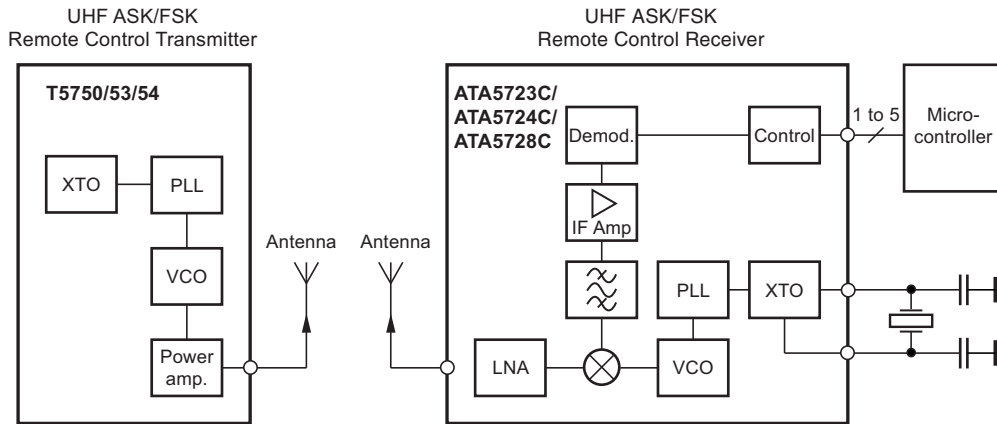 UHF ASK/FSK
Remote Control Transmitter
T5750/53/54
XTO
PLL
VCO
Power
amp.
Antenna
Antenna
UHF ASK/FSK
Remote Control Receiver
ATA5723C/
ATA5724C/
ATA5728C
Demod.
Control
1 to 5
Micro-
controller
IF Amp
PLL
XTO
LNA
VCO